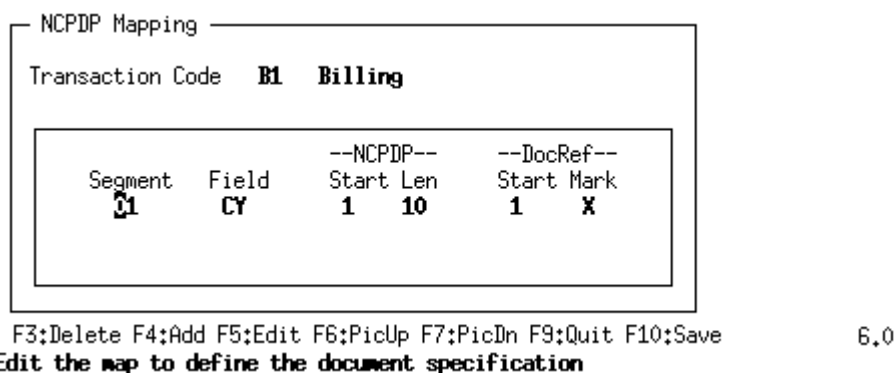 NCPDP Mapping
Transaction Code B1 Billing
--NCPDP-- --DocRef--
Segment Field Start Len Start Mark
01 CY 1 10 1 X
F3:Delete F4:Add F5:Edit F6:PicUp F7:PicDn F9:Quit F10:Save 6.0
Edit the map to define the document specification